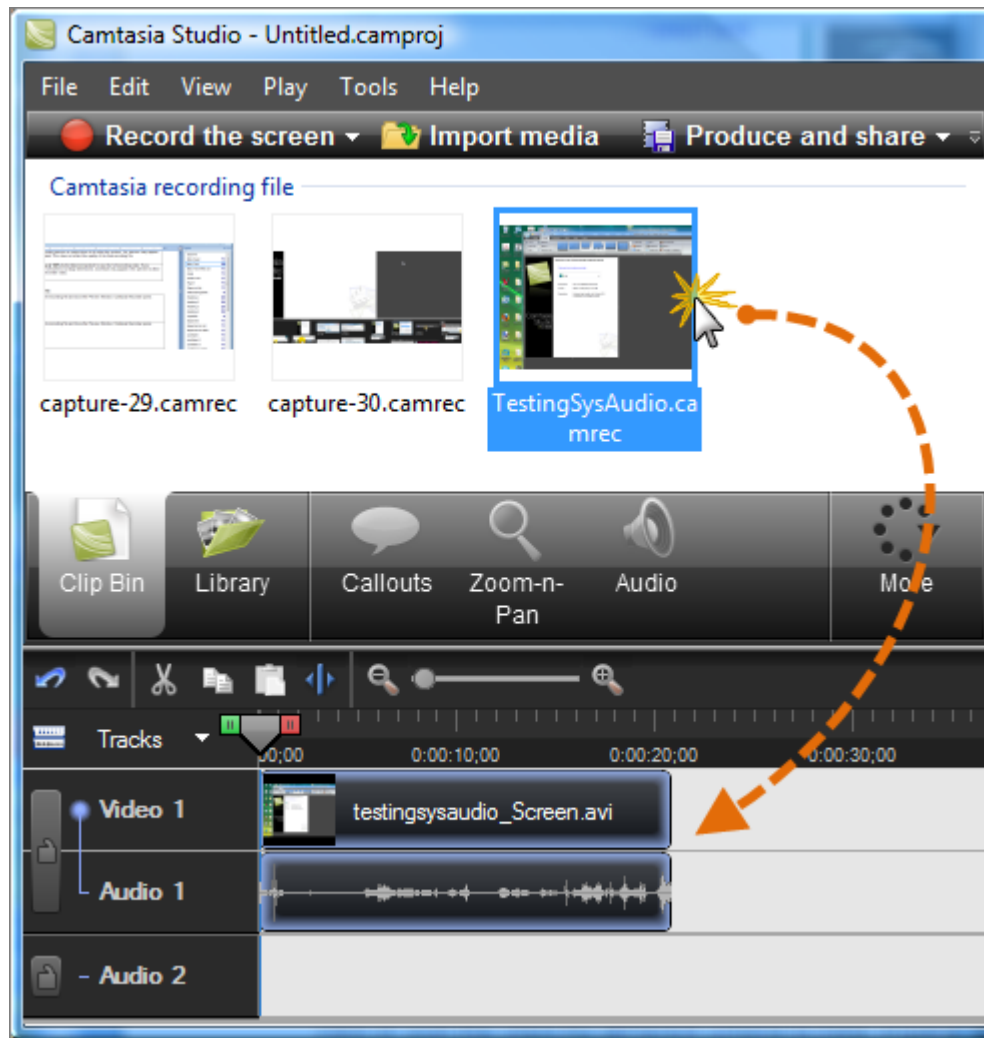 Camtasia Studio - Untitled.camproj
File Edit View Play Tools Help
Record the screen Import media Produce and share
Camtasia recording file
capture-29.camrec capture-30.camrec TestingSysAudio.ca
mrec
Clip Bin Library Callouts Zoom-n- Audio More
Pan
Tracks 00;00 0:00:10;00 0:00:20;00 0:00:30;00
Video 1 testingsysaudio_Screen.avi
Audio 1
Audio 2